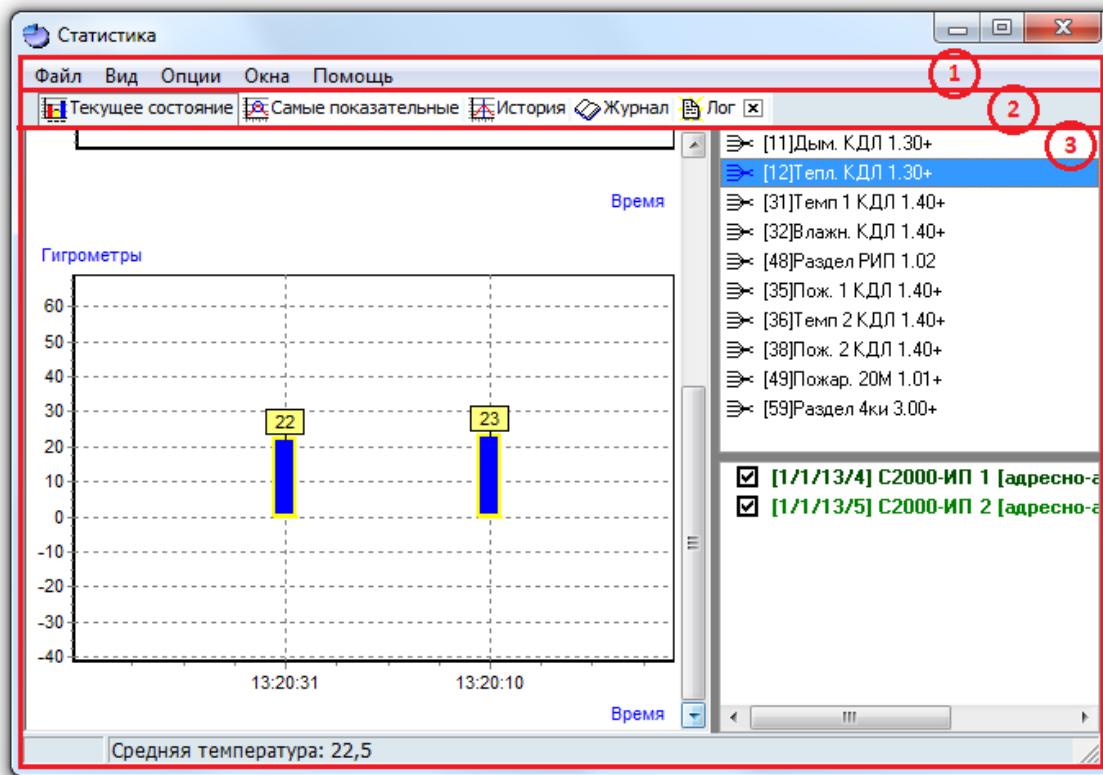 Статистика
Файл Вид Опции Окна Помощь
1
Текущее состояние Самые показательные История Журнал Лог
2
3
Время
Гигрометры
60
50
40
30
20
10
0
-10
-20
-30
-40
22
23
13:20:31 13:20:10
Время
[11]Дым. КДЛ 1.30+
[12]Тепл. КДЛ 1.30+
[31]Темп 1 КДЛ 1.40+
[32]Влажн. КДЛ 1.40+
[48]Раздел РИП 1.02
[35]Пож. 1 КДЛ 1.40+
[36]Темп 2 КДЛ 1.40+
[38]Пож. 2 КДЛ 1.40+
[49]Пожар. 20М 1.01+
[59]Раздел 4ки 3.00+
[1/1/13/4] С2000-ИП 1 [адресно-а
[1/1/13/5] С2000-ИП 2 [адресно-а
Средняя температура: 22,5